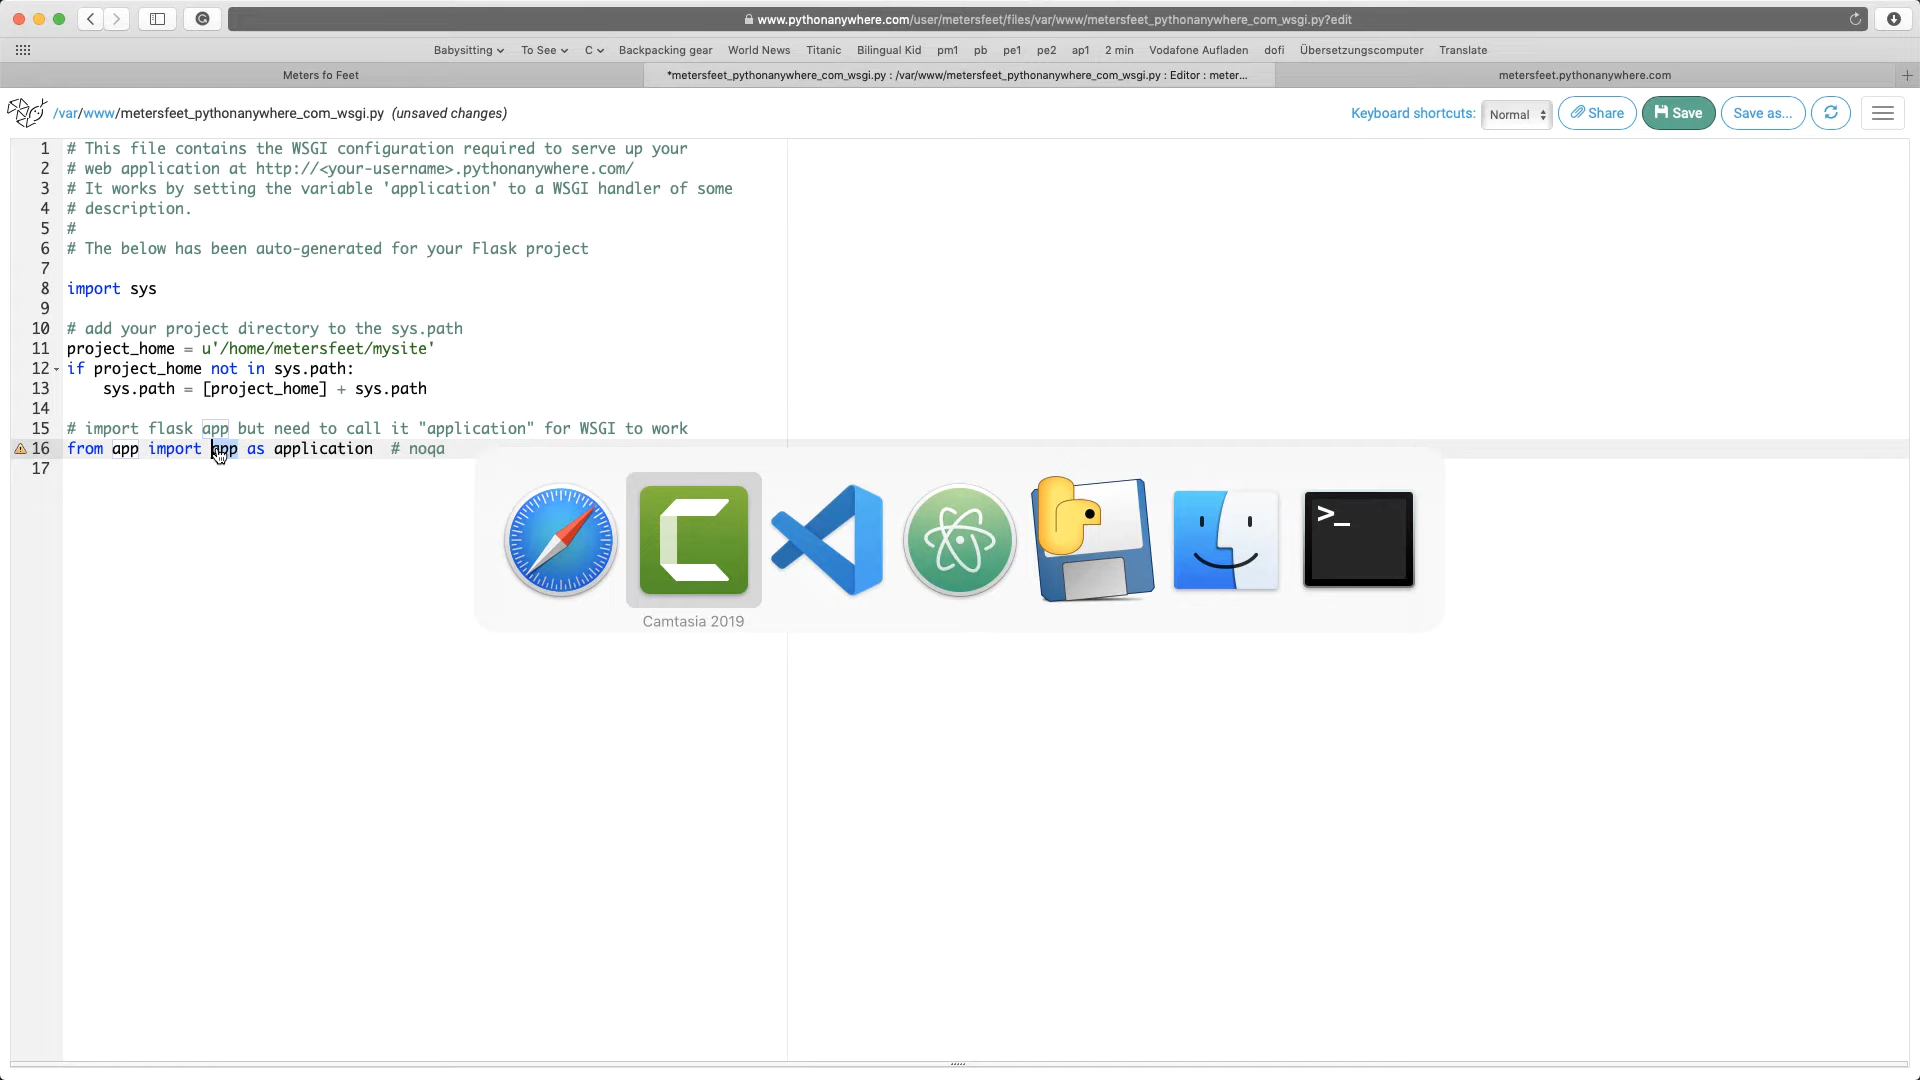 www.pythonanywhere.com/user/metersfeet/files/var/www/metersfeet_pythonanywhere_com_wsgi.py?edit
Babysitting To See C Backpacking gear World News Titanic Bilingual Kid pm1 pb pe1 pe2 ap1 2 min Vodafone Aufladen dofi Übersetzungscomputer Translate
Meters fo Feet *metersfeet_pythonanywhere_com_wsgi.py : /var/www/metersfeet_pythonanywhere_com_wsgi.py : Editor : meter... metersfeet.pythonanywhere.com
/var/www/metersfeet_pythonanywhere_com_wsgi.py (unsaved changes) Keyboard shortcuts: Normal Share Save Save as...
1 # This file contains the WSGI configuration required to serve up your
2 # web application at http://<your-username>.pythonanywhere.com/
3 # It works by setting the variable 'application' to a WSGI handler of some
4 # description.
5 #
6 # The below has been auto-generated for your Flask project
7
8 import sys
9
10 # add your project directory to the sys.path
11 project_home = u'/home/metersfeet/mysite'
12 if project_home not in sys.path:
13     sys.path = [project_home] + sys.path
14
15 # import flask app but need to call it "application" for WSGI to work
16 from app import app as application  # noqa
17
>_
Camtasia 2019